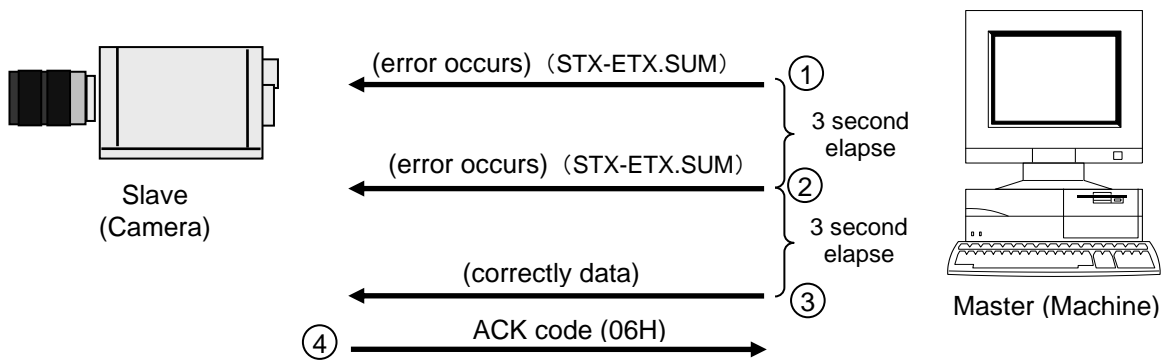 (error occurs)（STX-ETX.SUM）
①
3 second
elapse
(error occurs)（STX-ETX.SUM）
②
Slave
(Camera)
3 second
elapse
(correctly data)
③
Master (Machine)
④
ACK code (06H)